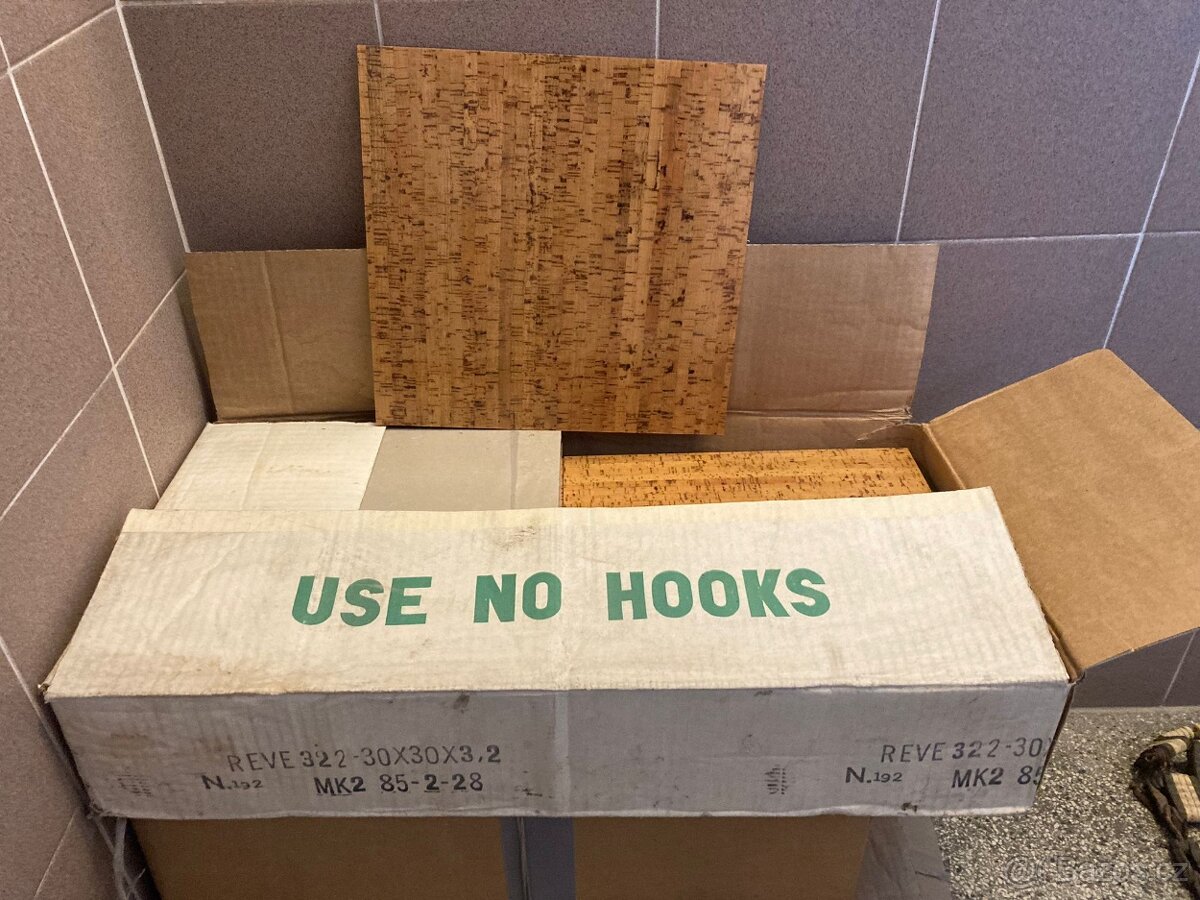 USE NO HOOKS
REVE 322-30X30X3,2
N.192 MK2 85-2-28
REVE 322-30
N.192 MK2 85
@Bazos.cz